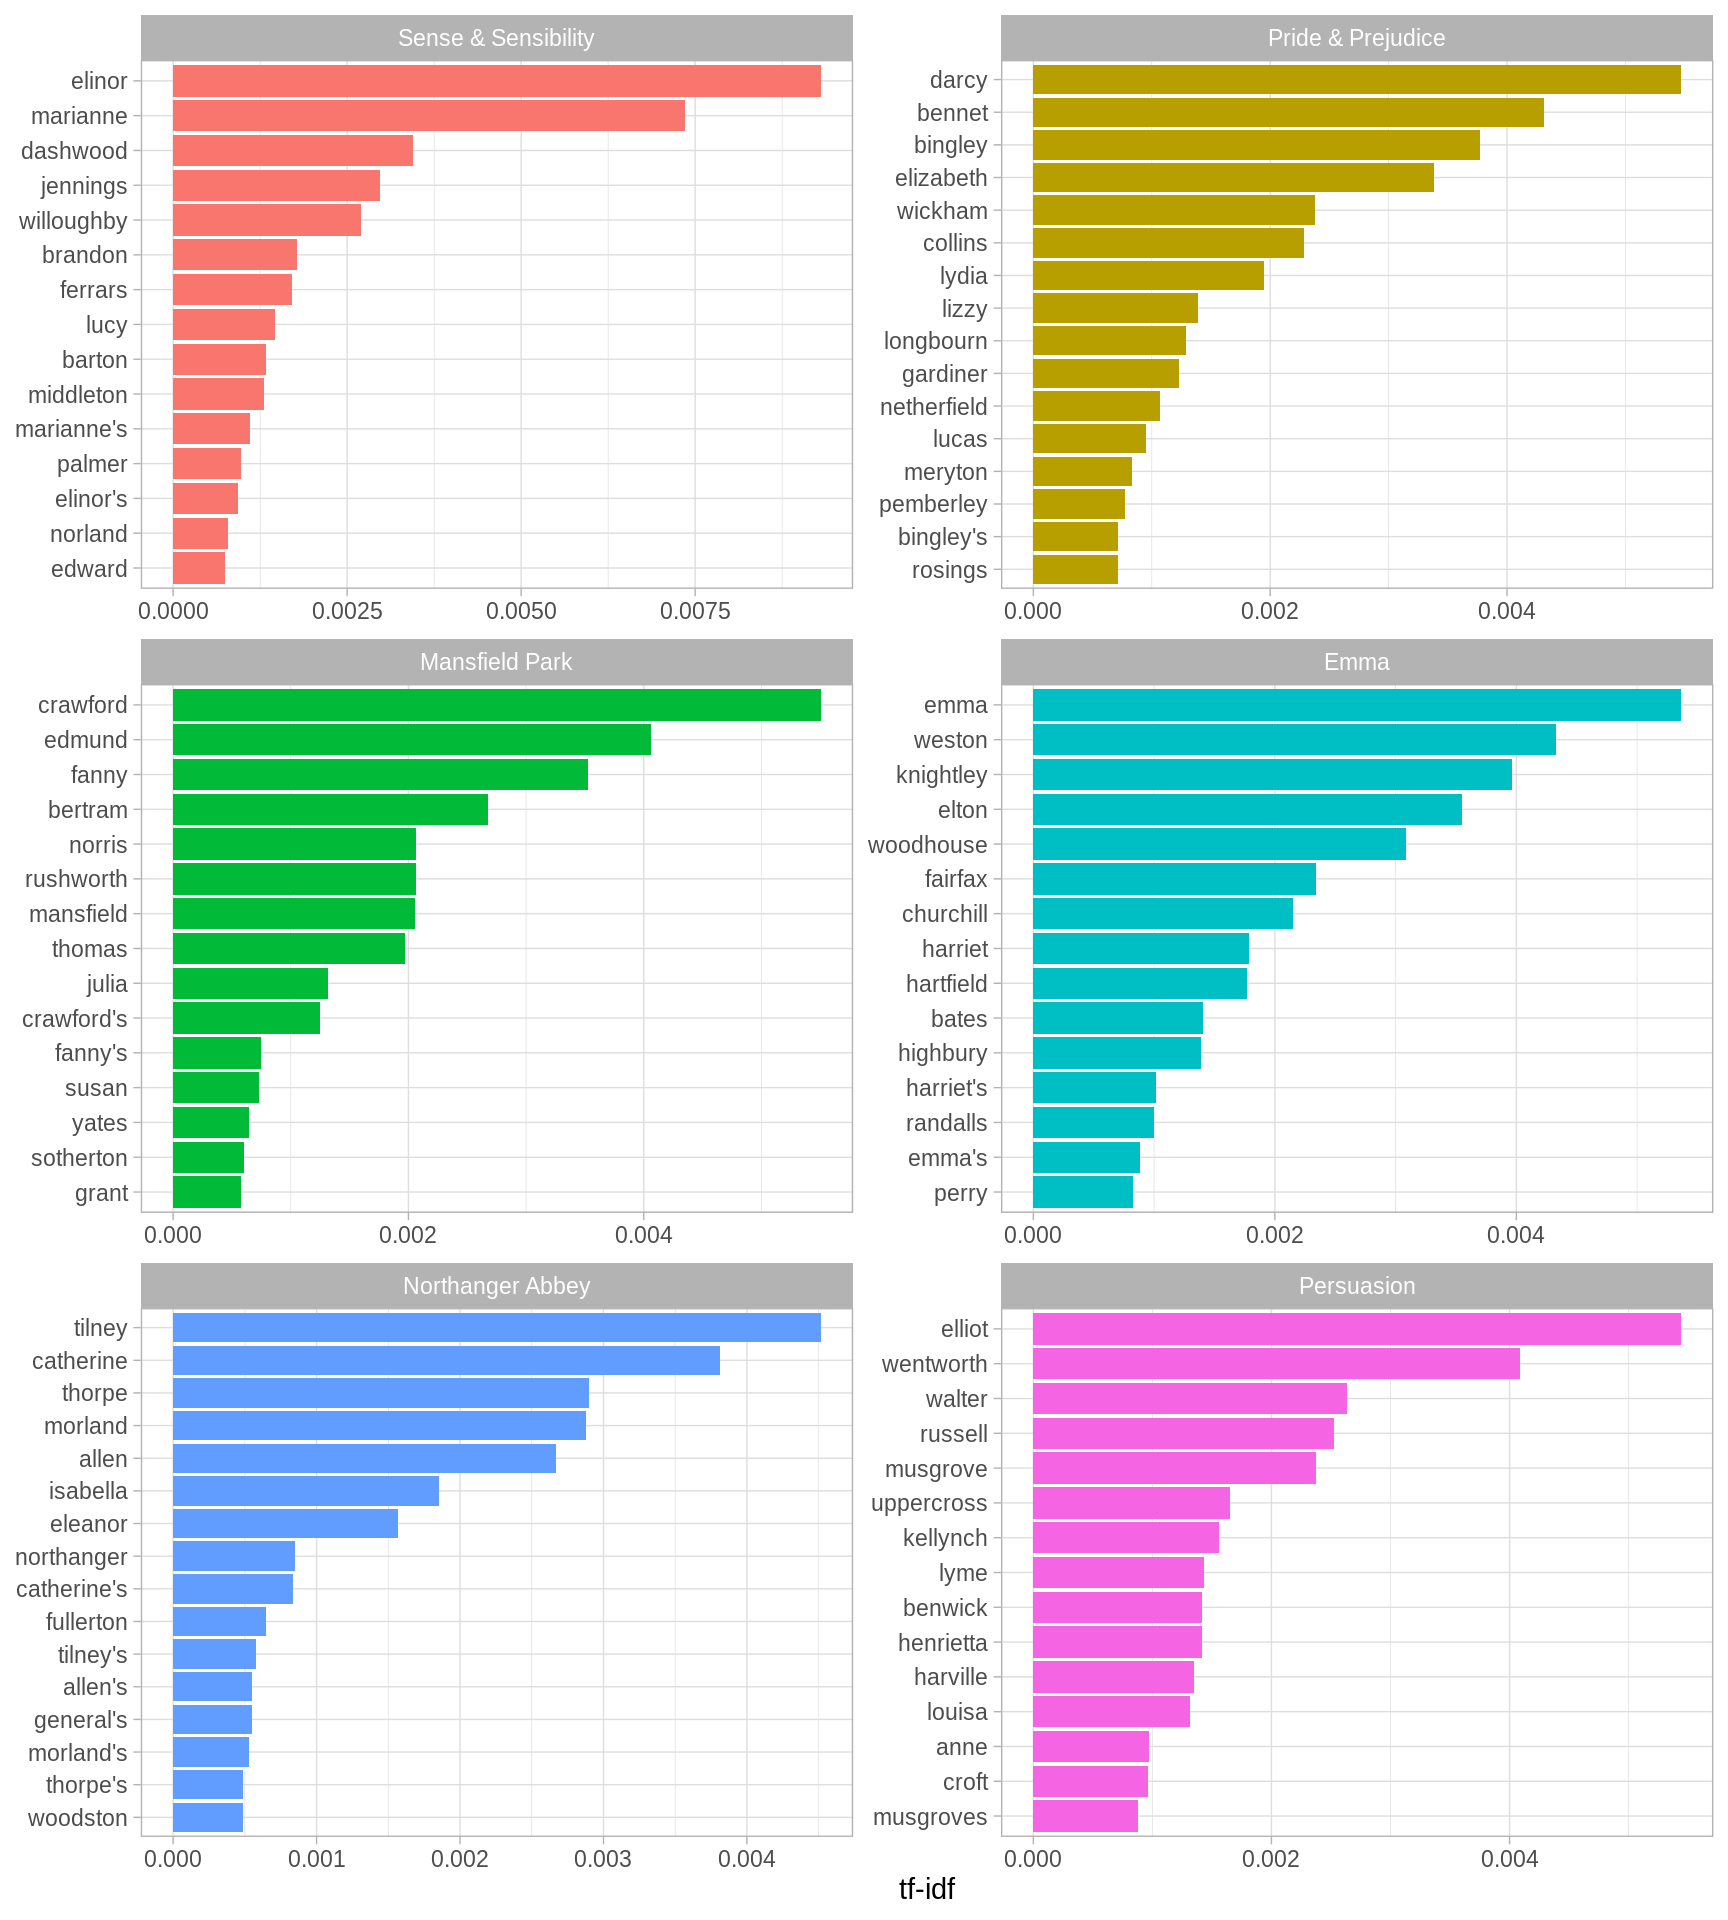 Sense & Sensibility
elinor
marianne
dashwood
jennings
willoughby
brandon
ferrars
lucy
barton
middleton
marianne's
palmer
elinor's
norland
edward
0.0000 0.0025 0.0050 0.0075
Pride & Prejudice
darcy
bennet
bingley
elizabeth
wickham
collins
lydia
lizzy
longbourn
gardiner
netherfield
lucas
meryton
pemberley
bingley's
rosings
0.000 0.002 0.004
Mansfield Park
crawford
edmund
fanny
bertram
norris
rushworth
mansfield
thomas
julia
crawford's
fanny's
susan
yates
sotherton
grant
0.000 0.002 0.004
Emma
emma
weston
knightley
elton
woodhouse
fairfax
churchill
harriet
hartfield
bates
highbury
harriet's
randalls
emma's
perry
0.000 0.002 0.004
Northanger Abbey
tilney
catherine
thorpe
morland
allen
isabella
eleanor
northanger
catherine's
fullerton
tilney's
allen's
general's
morland's
thorpe's
woodston
0.000 0.001 0.002 0.003 0.004
Persuasion
elliot
wentworth
walter
russell
musgrove
uppercross
kellynch
lyme
benwick
henrietta
harville
louisa
anne
croft
musgroves
0.000 0.002 0.004
tf-idf